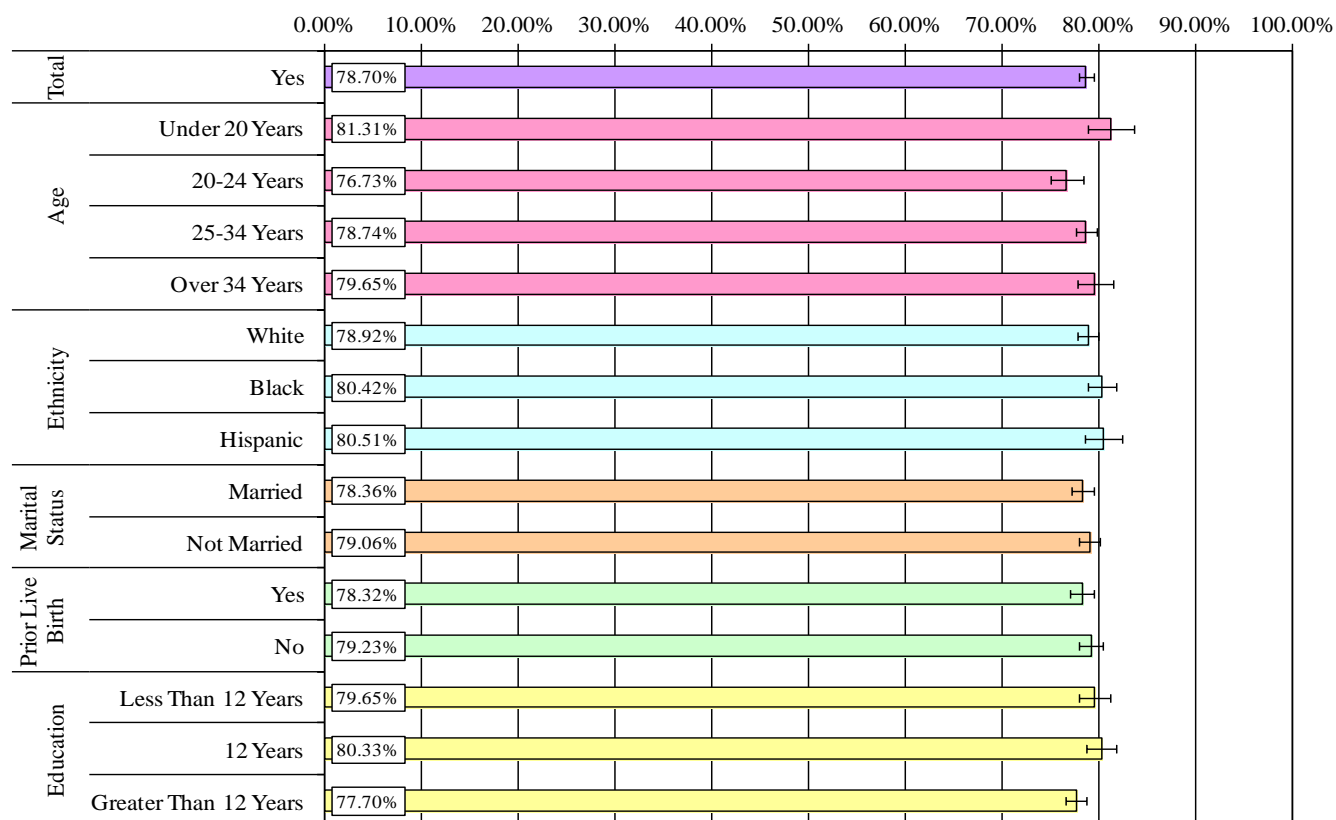 0.00% 10.00% 20.00% 30.00% 40.00% 50.00% 60.00% 70.00% 80.00% 90.00% 100.00%
Total
Yes 78.70%
Age
Under 20 Years 81.31%
20-24 Years 76.73%
25-34 Years 78.74%
Over 34 Years 79.65%
Ethnicity
White 78.92%
Black 80.42%
Hispanic 80.51%
Marital
Status
Married 78.36%
Not Married 79.06%
Prior Live
Birth
Yes 78.32%
No 79.23%
Education
Less Than 12 Years 79.65%
12 Years 80.33%
Greater Than 12 Years 77.70%